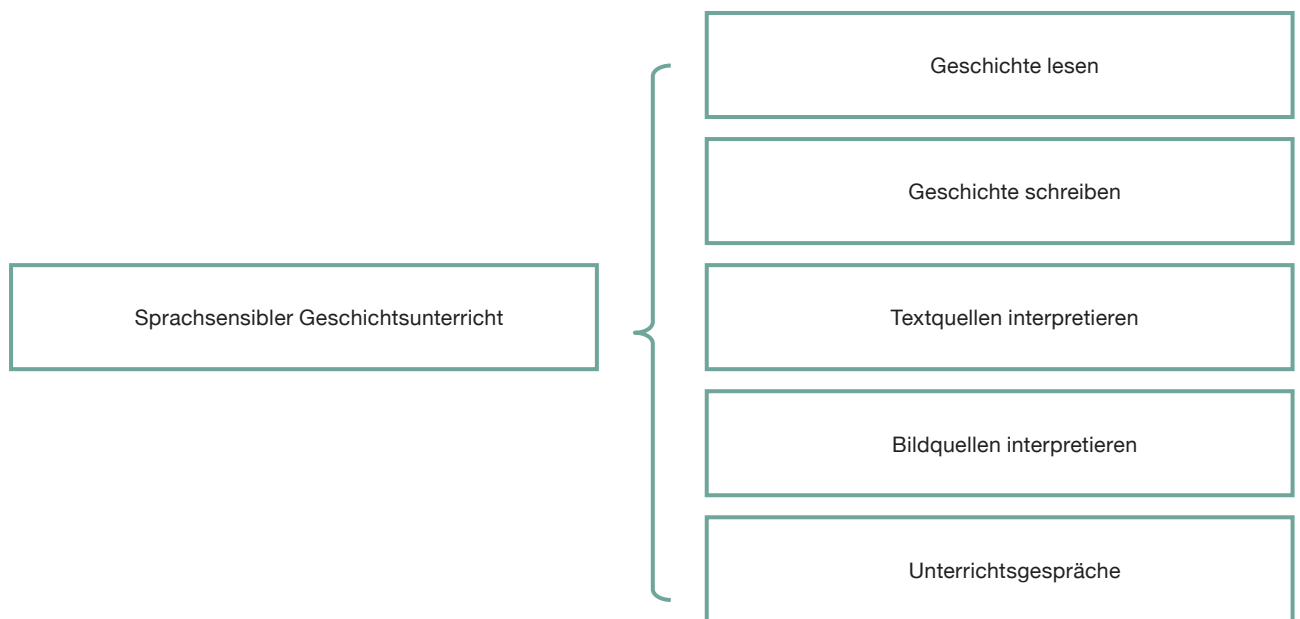 Sprachsensibler Geschichtsunterricht
Geschichte lesen
Geschichte schreiben
Textquellen interpretieren
Bildquellen interpretieren
Unterrichtsgespräche